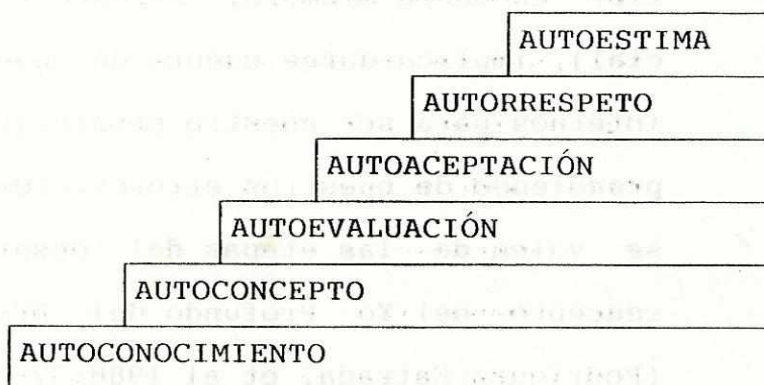 AUTOESTIMA
AUTORRESPETO
AUTOACEPTACIÓN
AUTOEVALUACIÓN
AUTOCONCEPTO
AUTOCONOCIMIENTO